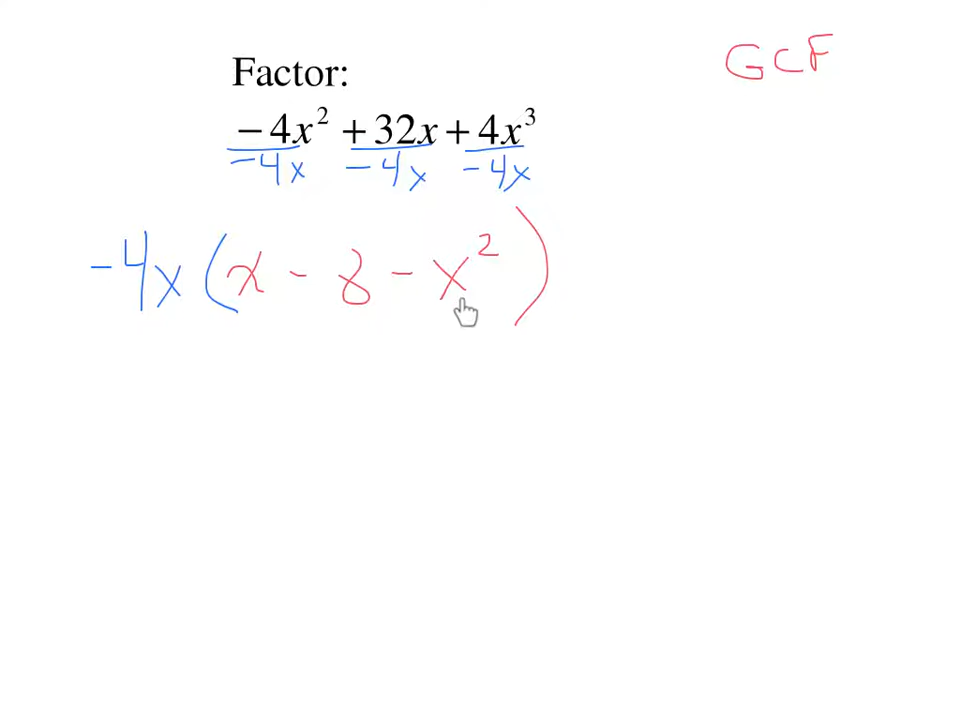 GCF
Factor:
−4x² +32x + 4x³
−4x −4x −4x
−4x(x − 8 − x²)